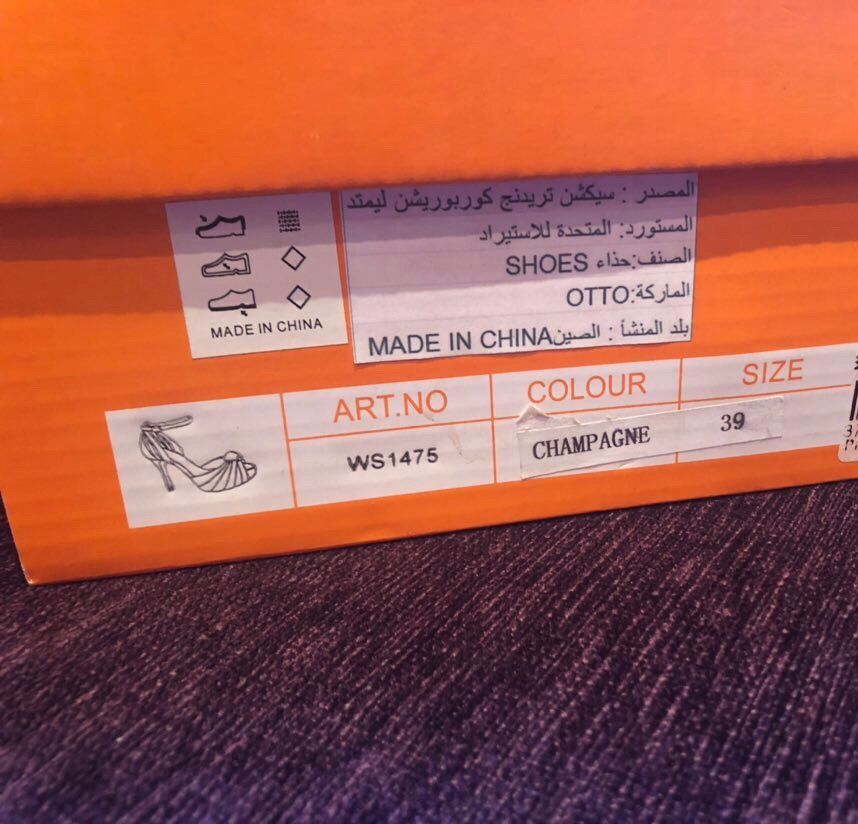 المصدر : سيكشن تريدنج كوربوريشن ليمتد
المستورد: المتحدة للاستيراد
الصنف:حذاء SHOES
الماركة:OTTO
بلد المنشأ : الصين MADE IN CHINA
MADE IN CHINA
ART.NO COLOUR SIZE
WS1475 CHAMPAGNE 39